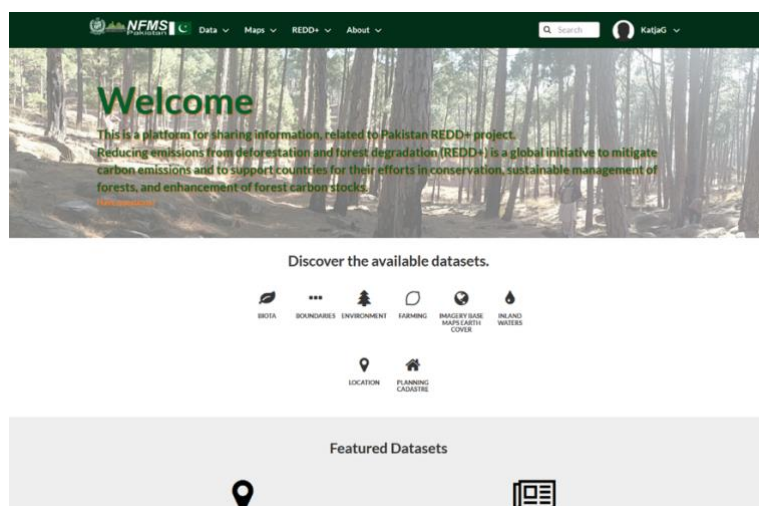 NFMS
Pakistan
Data
Maps
REDD+
About
Search
KatjaG
Welcome
This is a platform for sharing information, related to Pakistan REDD+ project.
Reducing emissions from deforestation and forest degradation (REDD+) is a global initiative to mitigate
carbon emissions and to support countries for their efforts in conservation, sustainable management of
forests, and enhancement of forest carbon stocks.
Discover the available datasets.
BIOTA
BOUNDARIES
ENVIRONMENT
FARMING
IMAGERY BASE
MAPS EARTH
COVER
INLAND
WATERS
LOCATION
PLANNING
CADASTRE
Featured Datasets